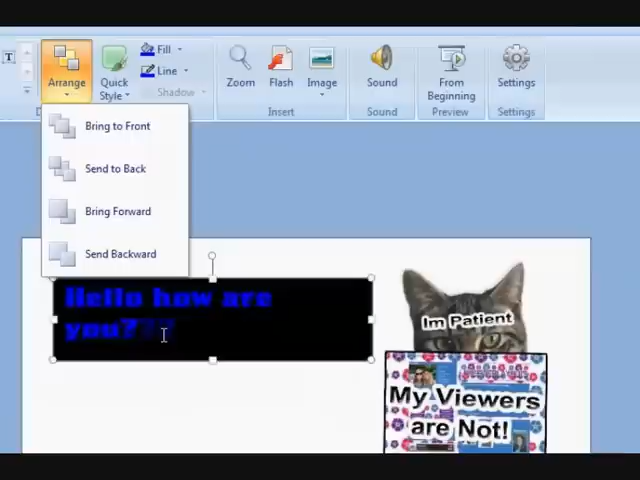 T
Arrange
Quick
Style
Fill
Line
Shadow
Zoom
Flash
Image
Insert
Sound
Sound
From
Beginning
Preview
Settings
Settings
Bring to Front
Send to Back
Bring Forward
Send Backward
Hello how are
you???
Im Patient
My Viewers
are Not!